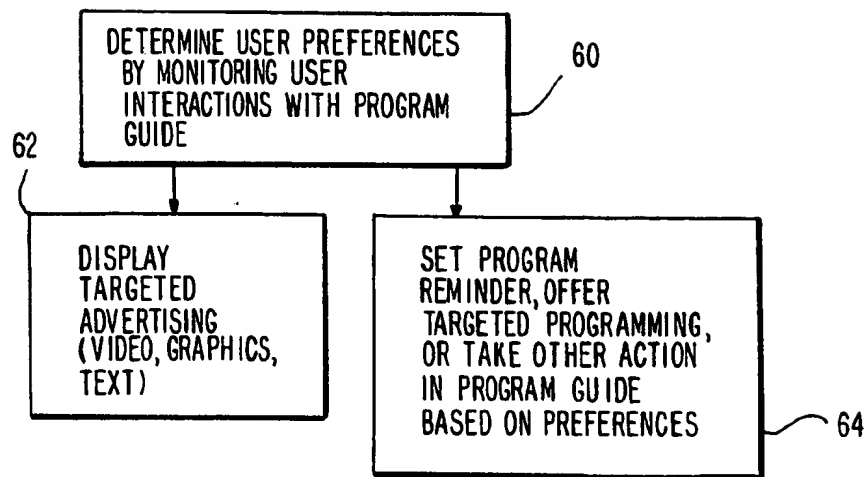 DETERMINE USER PREFERENCES
BY MONITORING USER
INTERACTIONS WITH PROGRAM
GUIDE
60
62
DISPLAY
TARGETED
ADVERTISING
(VIDEO, GRAPHICS,
TEXT)
SET PROGRAM
REMINDER, OFFER
TARGETED PROGRAMMING,
OR TAKE OTHER ACTION
IN PROGRAM GUIDE
BASED ON PREFERENCES
64